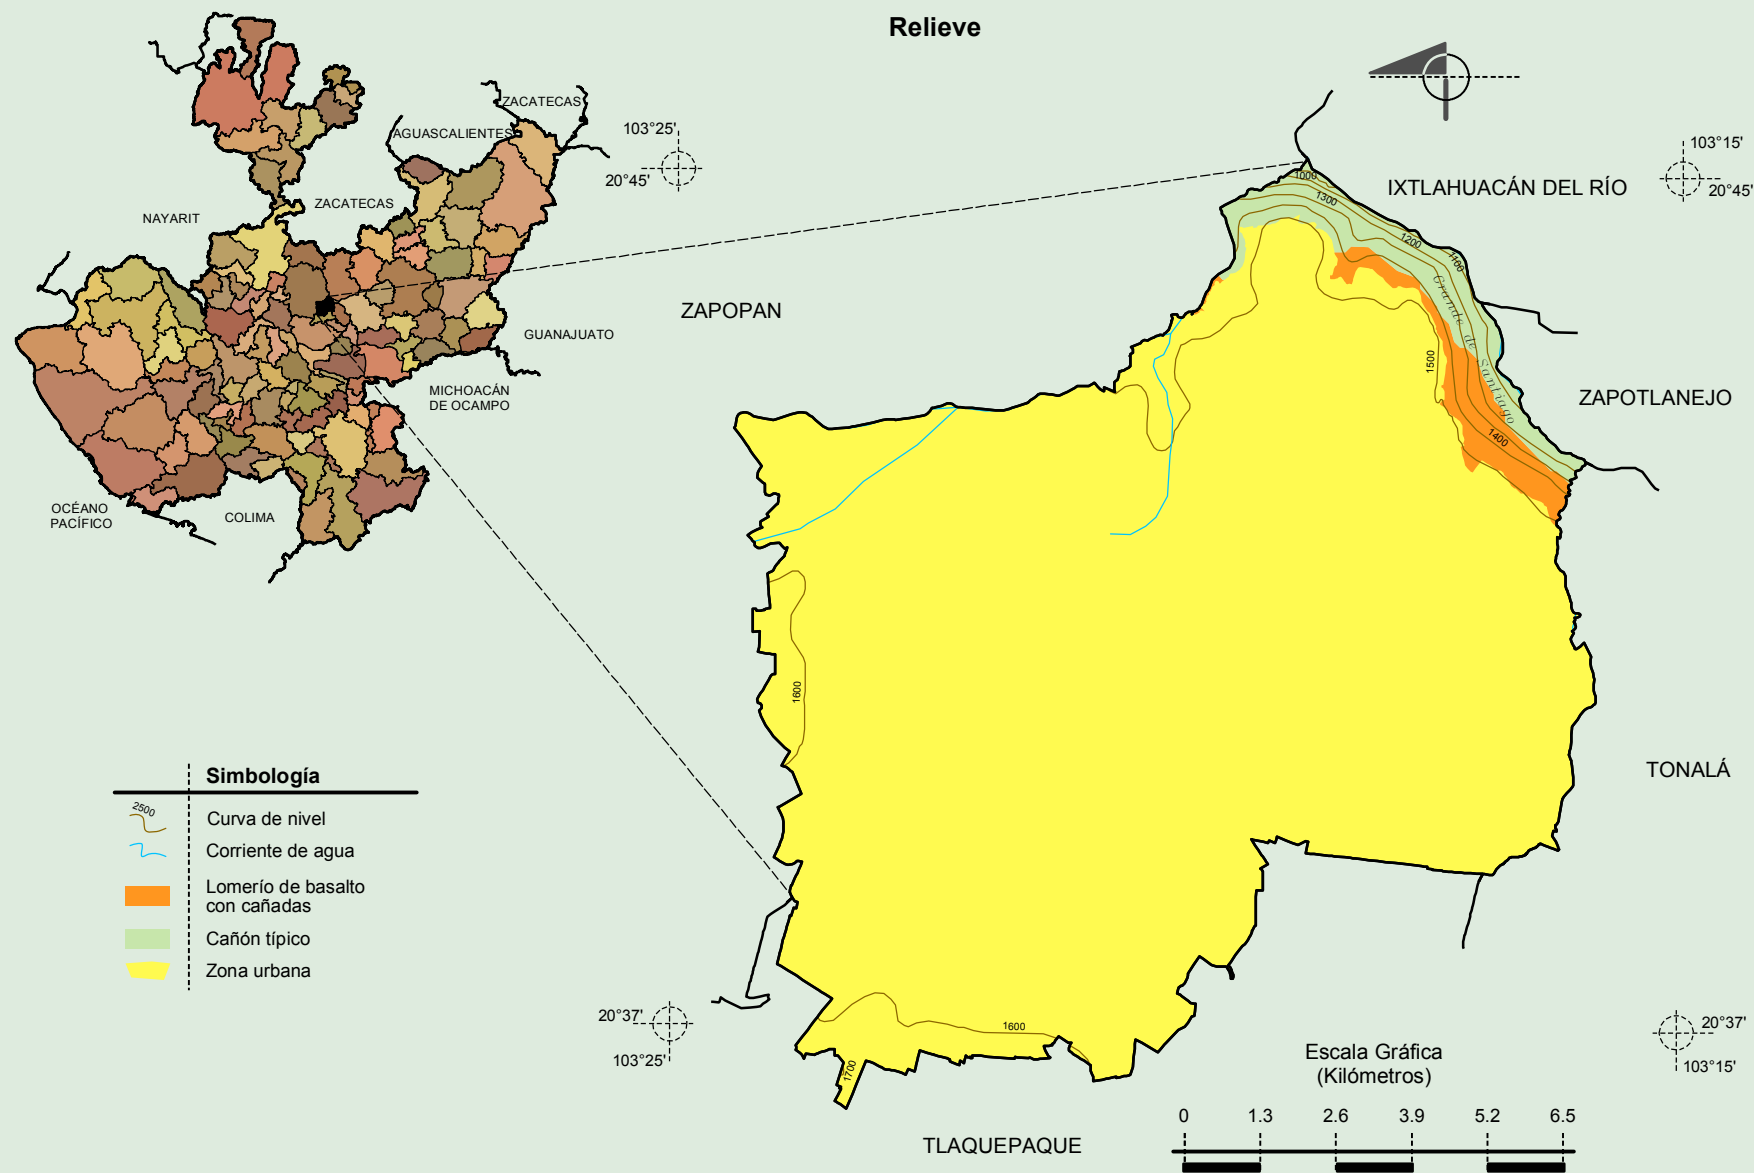 Relieve
ZACATECAS
AGUASCALIENTES
103°25'
20°45'
103°15'
20°45'
NAYARIT
ZACATECAS
IXTLAHUACÁN DEL RÍO
1000
1300
1200
1100
ZAPOPAN
Grande de Santiago
GUANAJUATO
1500
MICHOACÁN
DE OCAMPO
ZAPOTLANEJO
1400
OCÉANO
PACÍFICO
COLIMA
1600
TONALÁ
Simbología
2500
Curva de nivel
Corriente de agua
Lomerío de basalto
con cañadas
Cañón típico
Zona urbana
20°37'
103°25'
1600
1700
20°37'
103°15'
Escala Gráfica
(Kilómetros)
0 1.3 2.6 3.9 5.2 6.5
TLAQUEPAQUE